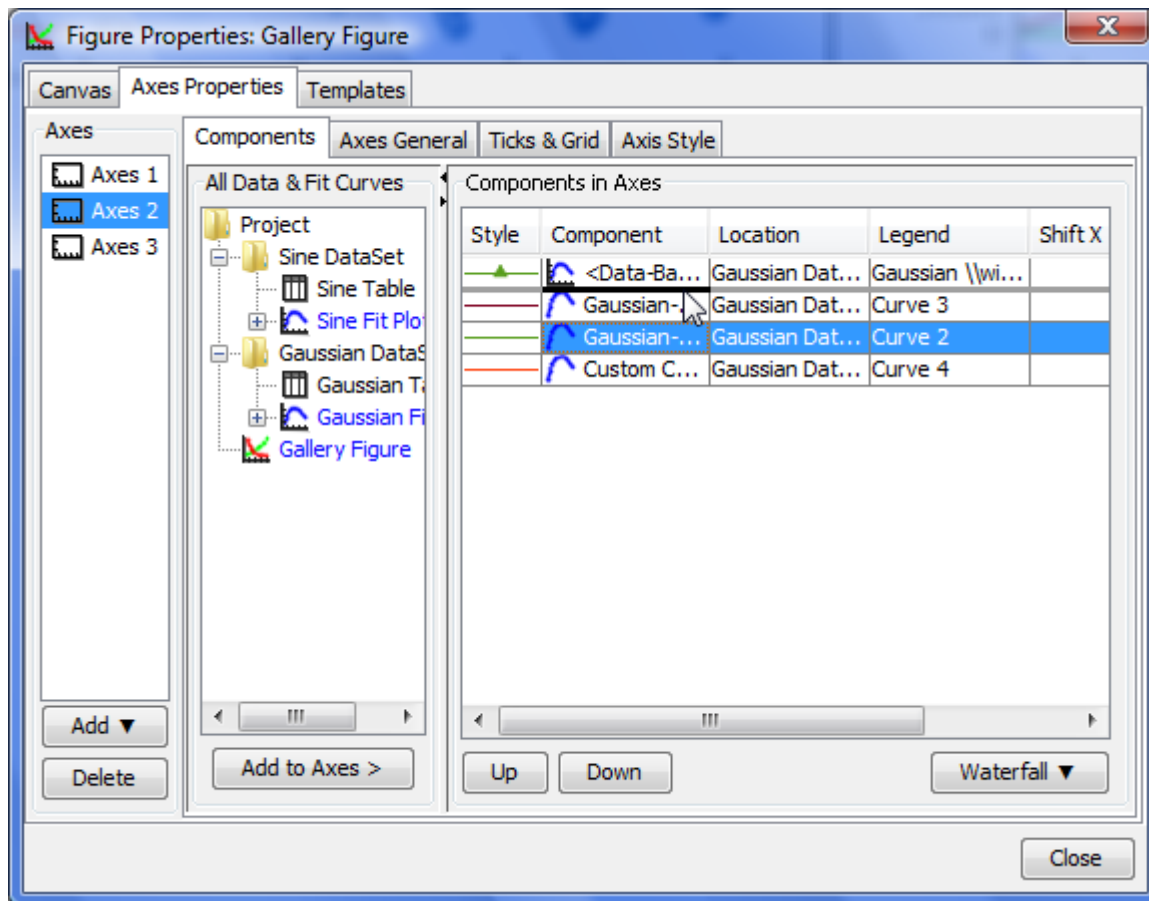 Figure Properties: Gallery Figure
Canvas Axes Properties Templates
Axes
Axes 1
Axes 2
Axes 3
Add ▼
Delete
Components Axes General Ticks & Grid Axis Style
All Data & Fit Curves
Project
Sine DataSet
Sine Table
Sine Fit Plo
Gaussian DataS
Gaussian Ta
Gaussian Fi
Gallery Figure
Add to Axes >
Components in Axes
Style Component Location Legend Shift X
<Data-Ba... Gaussian Dat... Gaussian \\wi...
Gaussian-... Gaussian Dat... Curve 3
Gaussian-... Gaussian Dat... Curve 2
Custom C... Gaussian Dat... Curve 4
Up Down Waterfall ▼
Close